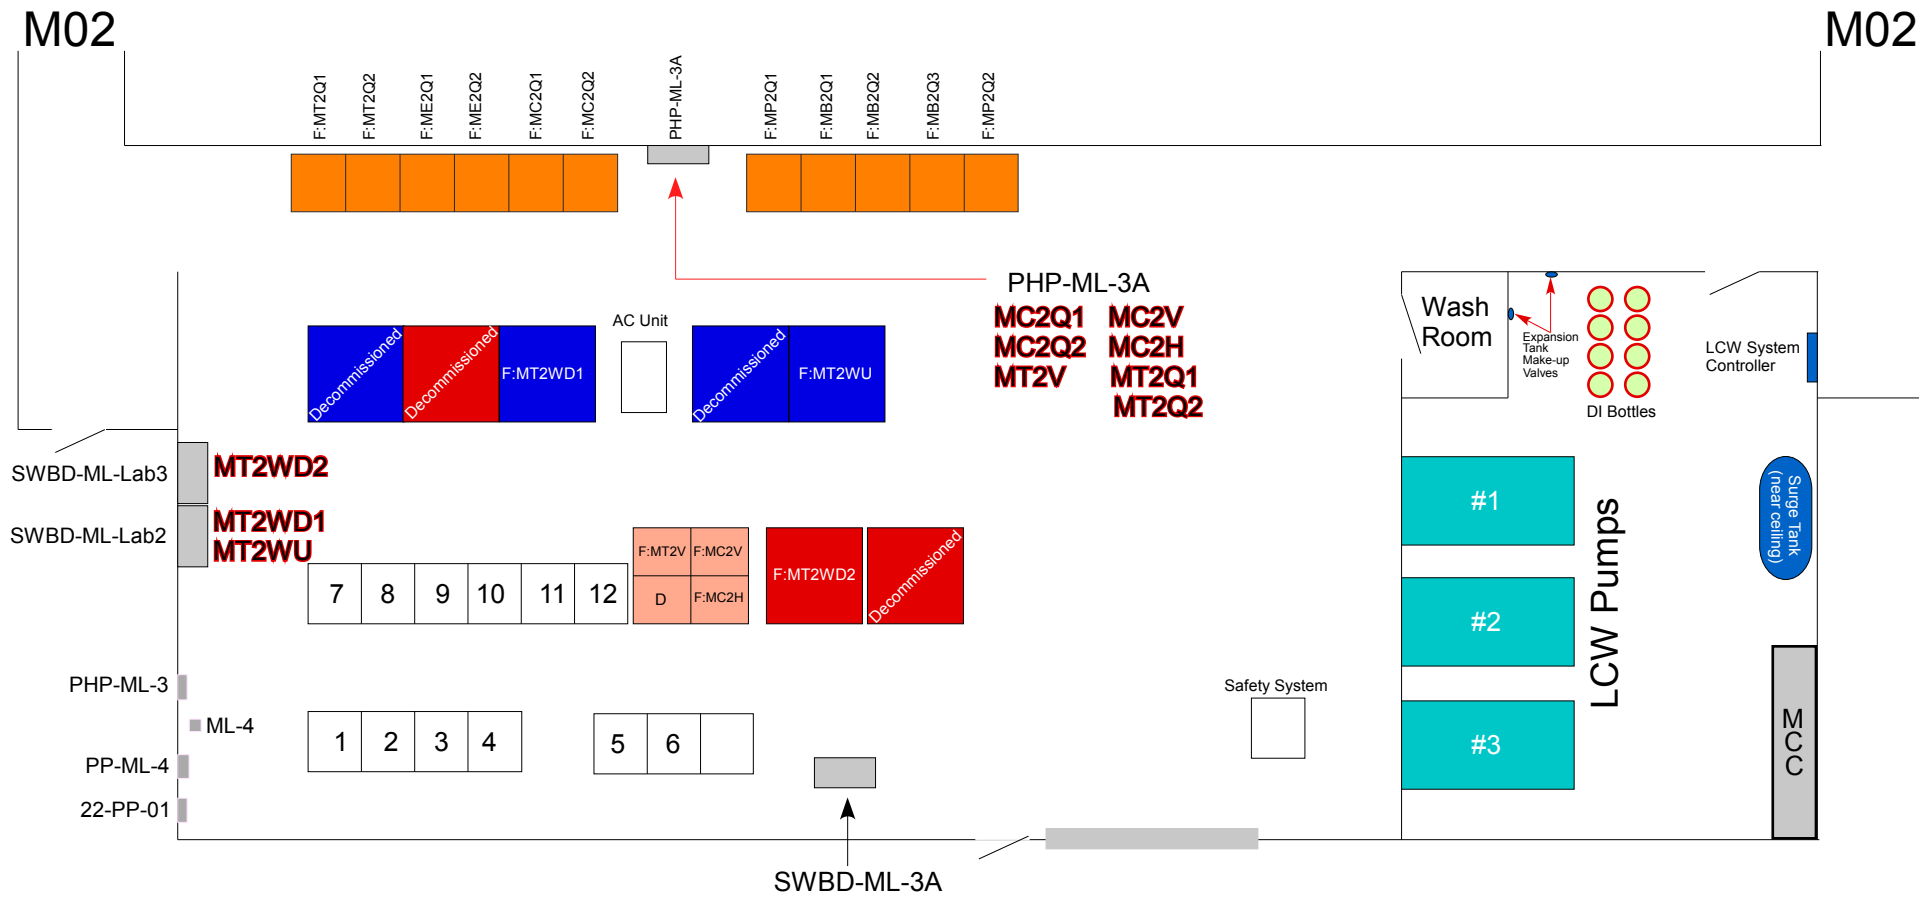 M02
M02
F:MT2Q1
F:MT2Q2
F:ME2Q1
F:ME2Q2
F:MC2Q1
F:MC2Q2
PHP-ML-3A
F:MP2Q1
F:MB2Q1
F:MB2Q2
F:MB2Q3
F:MP2Q2
PHP-ML-3A
MC2Q1 MC2V
MC2Q2 MC2H
MT2V MT2Q1
MT2Q2
Wash
Room
Expansion
Tank
Make-up
Valves
DI Bottles
LCW System
Controller
AC Unit
Decommissioned
Decommissioned
F:MT2WD1
Decommissioned
F:MT2WU
SWBD-ML-Lab3
MT2WD2
SWBD-ML-Lab2
MT2WD1
MT2WU
7 8 9 10 11 12
F:MT2V F:MC2V
D F:MC2H
F:MT2WD2
Decommissioned
#1
#2
#3
LCW Pumps
Surge Tank
(near ceiling)
MCC
PHP-ML-3
ML-4
PP-ML-4
22-PP-01
1 2 3 4
5 6
Safety System
SWBD-ML-3A